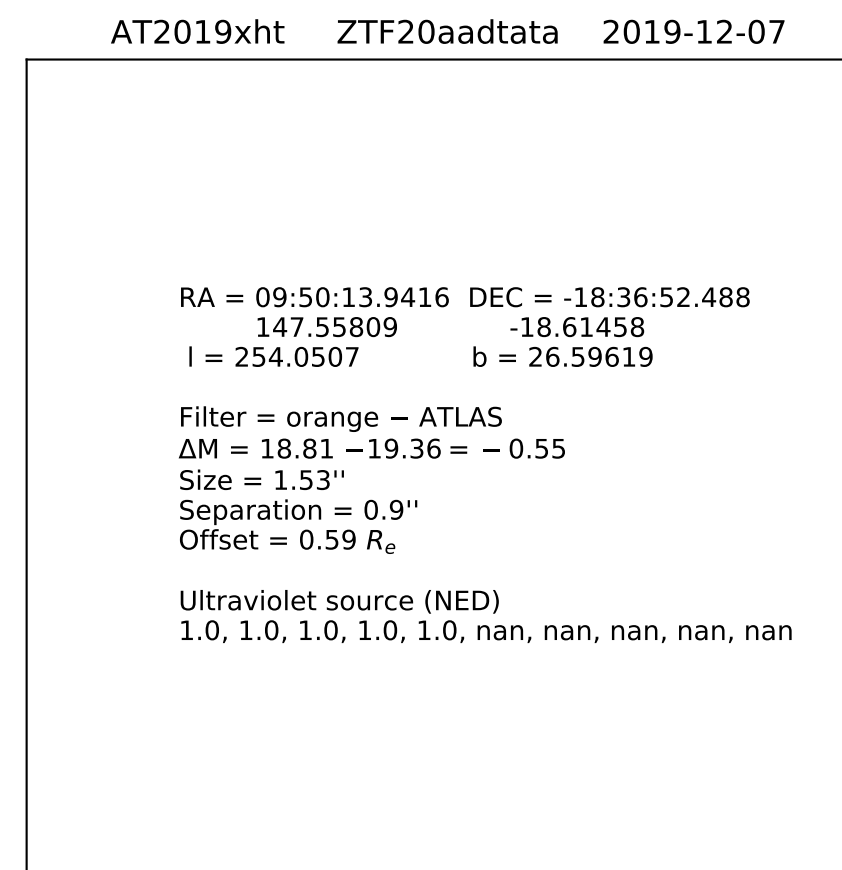 AT2019xht ZTF20aadtata 2019-12-07
RA = 09:50:13.9416 DEC = -18:36:52.488
147.55809 -18.61458
l = 254.0507 b = 26.59619
Filter = orange − ATLAS
ΔM = 18.81 −19.36 = − 0.55
Size = 1.53''
Separation = 0.9''
Offset = 0.59 Re
Ultraviolet source (NED)
1.0, 1.0, 1.0, 1.0, 1.0, nan, nan, nan, nan, nan